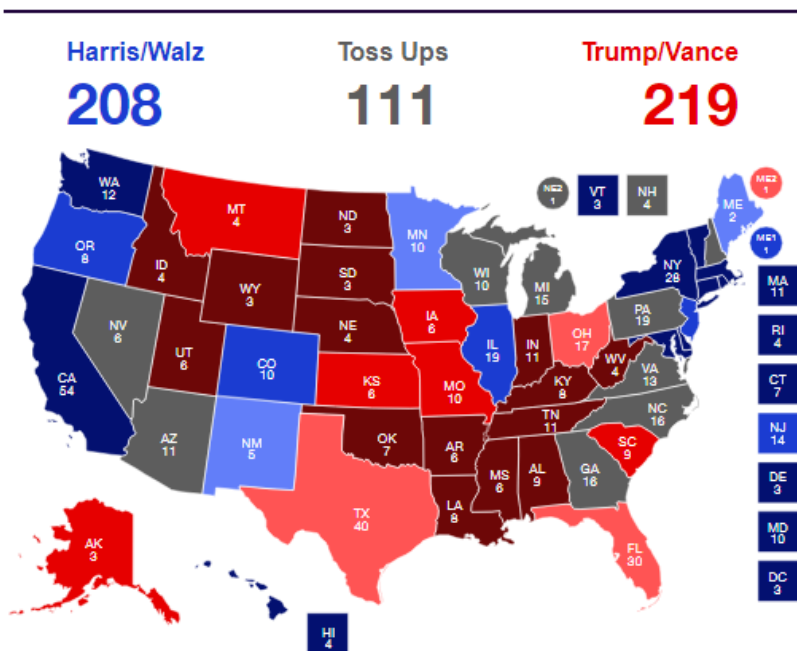 Harris/Walz Toss Ups Trump/Vance
208 111 219
WA
12
MT
4
ND
3
MN
10
NE2
1
VT
3
NH
4
ME
2
ME2
1
ME1
1
OR
8
ID
4
WY
3
SD
3
WI
10
MI
15
NY
28
MA
11
NV
6
UT
6
CO
10
NE
4
IA
6
IL
19
IN
11
OH
17
PA
19
RI
4
CA
54
KS
6
MO
10
KY
8
WV
4
VA
13
CT
7
AZ
11
NM
5
OK
7
AR
6
TN
11
NC
16
NJ
14
TX
40
LA
8
MS
6
AL
9
GA
16
SC
9
DE
3
MD
10
AK
3
FL
30
DC
3
HI
4